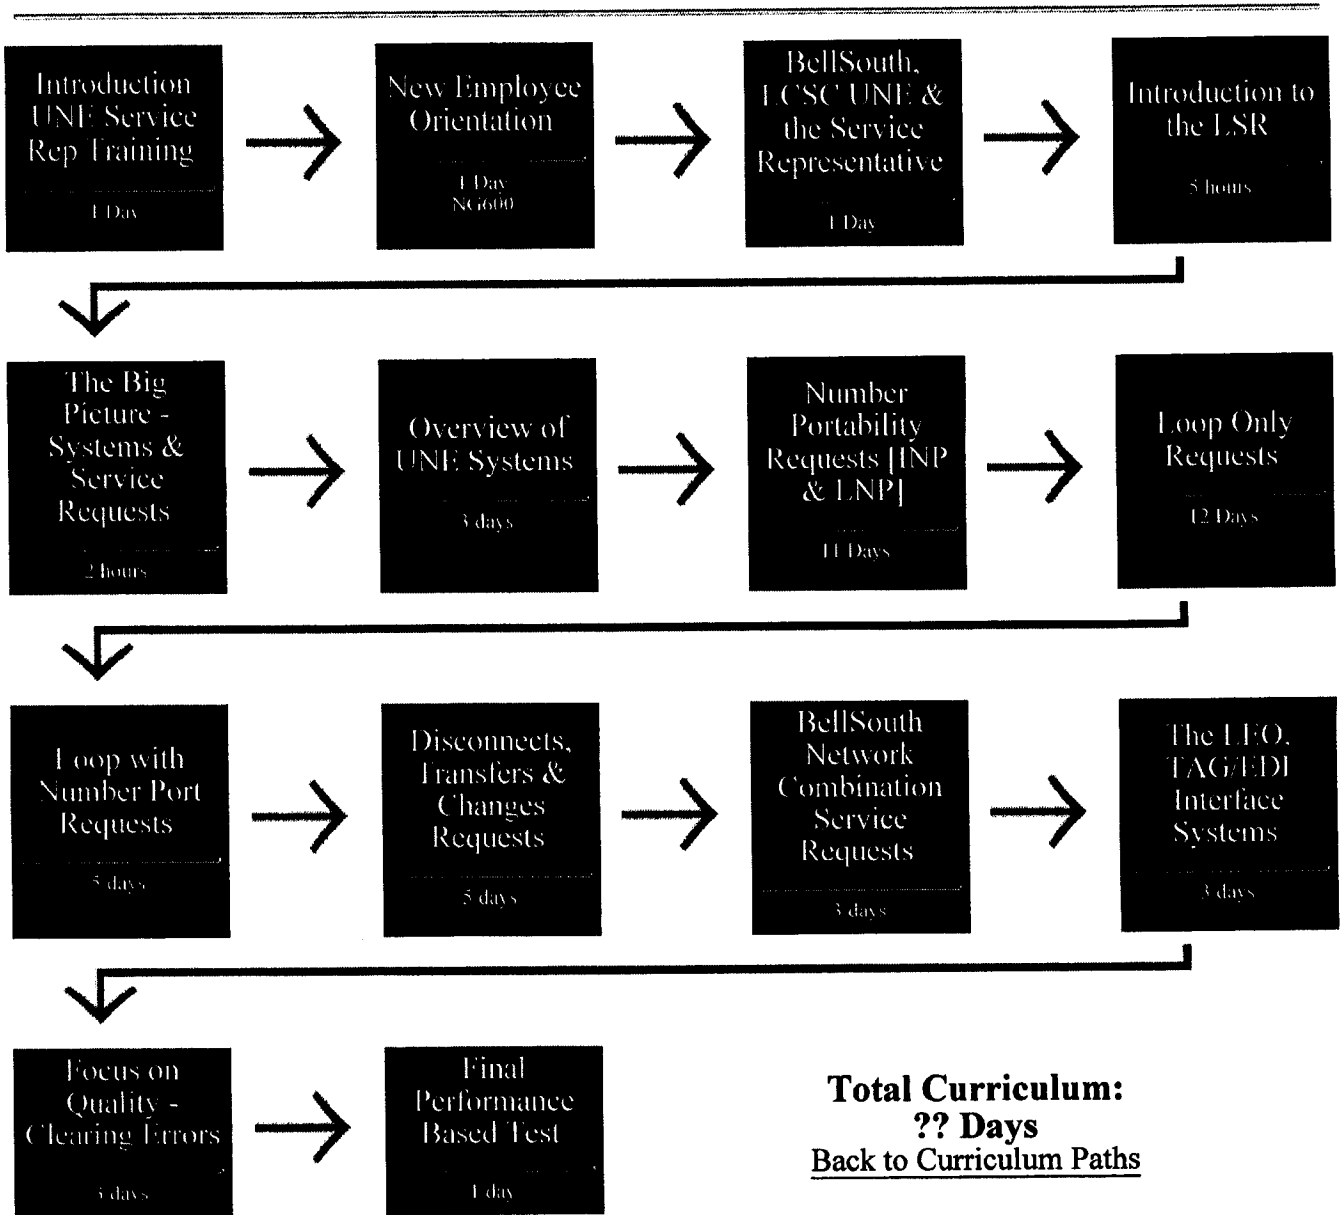 Introduction
UNE Service
Rep Training
1 Day
New Employee
Orientation
1 Day
NG600
BellSouth,
LCSC UNE &
the Service
Representative
1 Day
Introduction to
the LSR
5 hours
The Big
Picture -
Systems &
Service
Requests
2 hours
Overview of
UNE Systems
3 days
Number
Portability
Requests [INP
& LNP]
11 Days
Loop Only
Requests
12 Days
Loop with
Number Port
Requests
5 days
Disconnects,
Transfers &
Changes
Requests
5 days
BellSouth
Network
Combination
Service
Requests
3 days
The LEO,
TAG/EDI
Interface
Systems
3 days
Focus on
Quality -
Clearing Errors
3 days
Final
Performance
Based Test
1 day
Total Curriculum:
?? Days
Back to Curriculum Paths